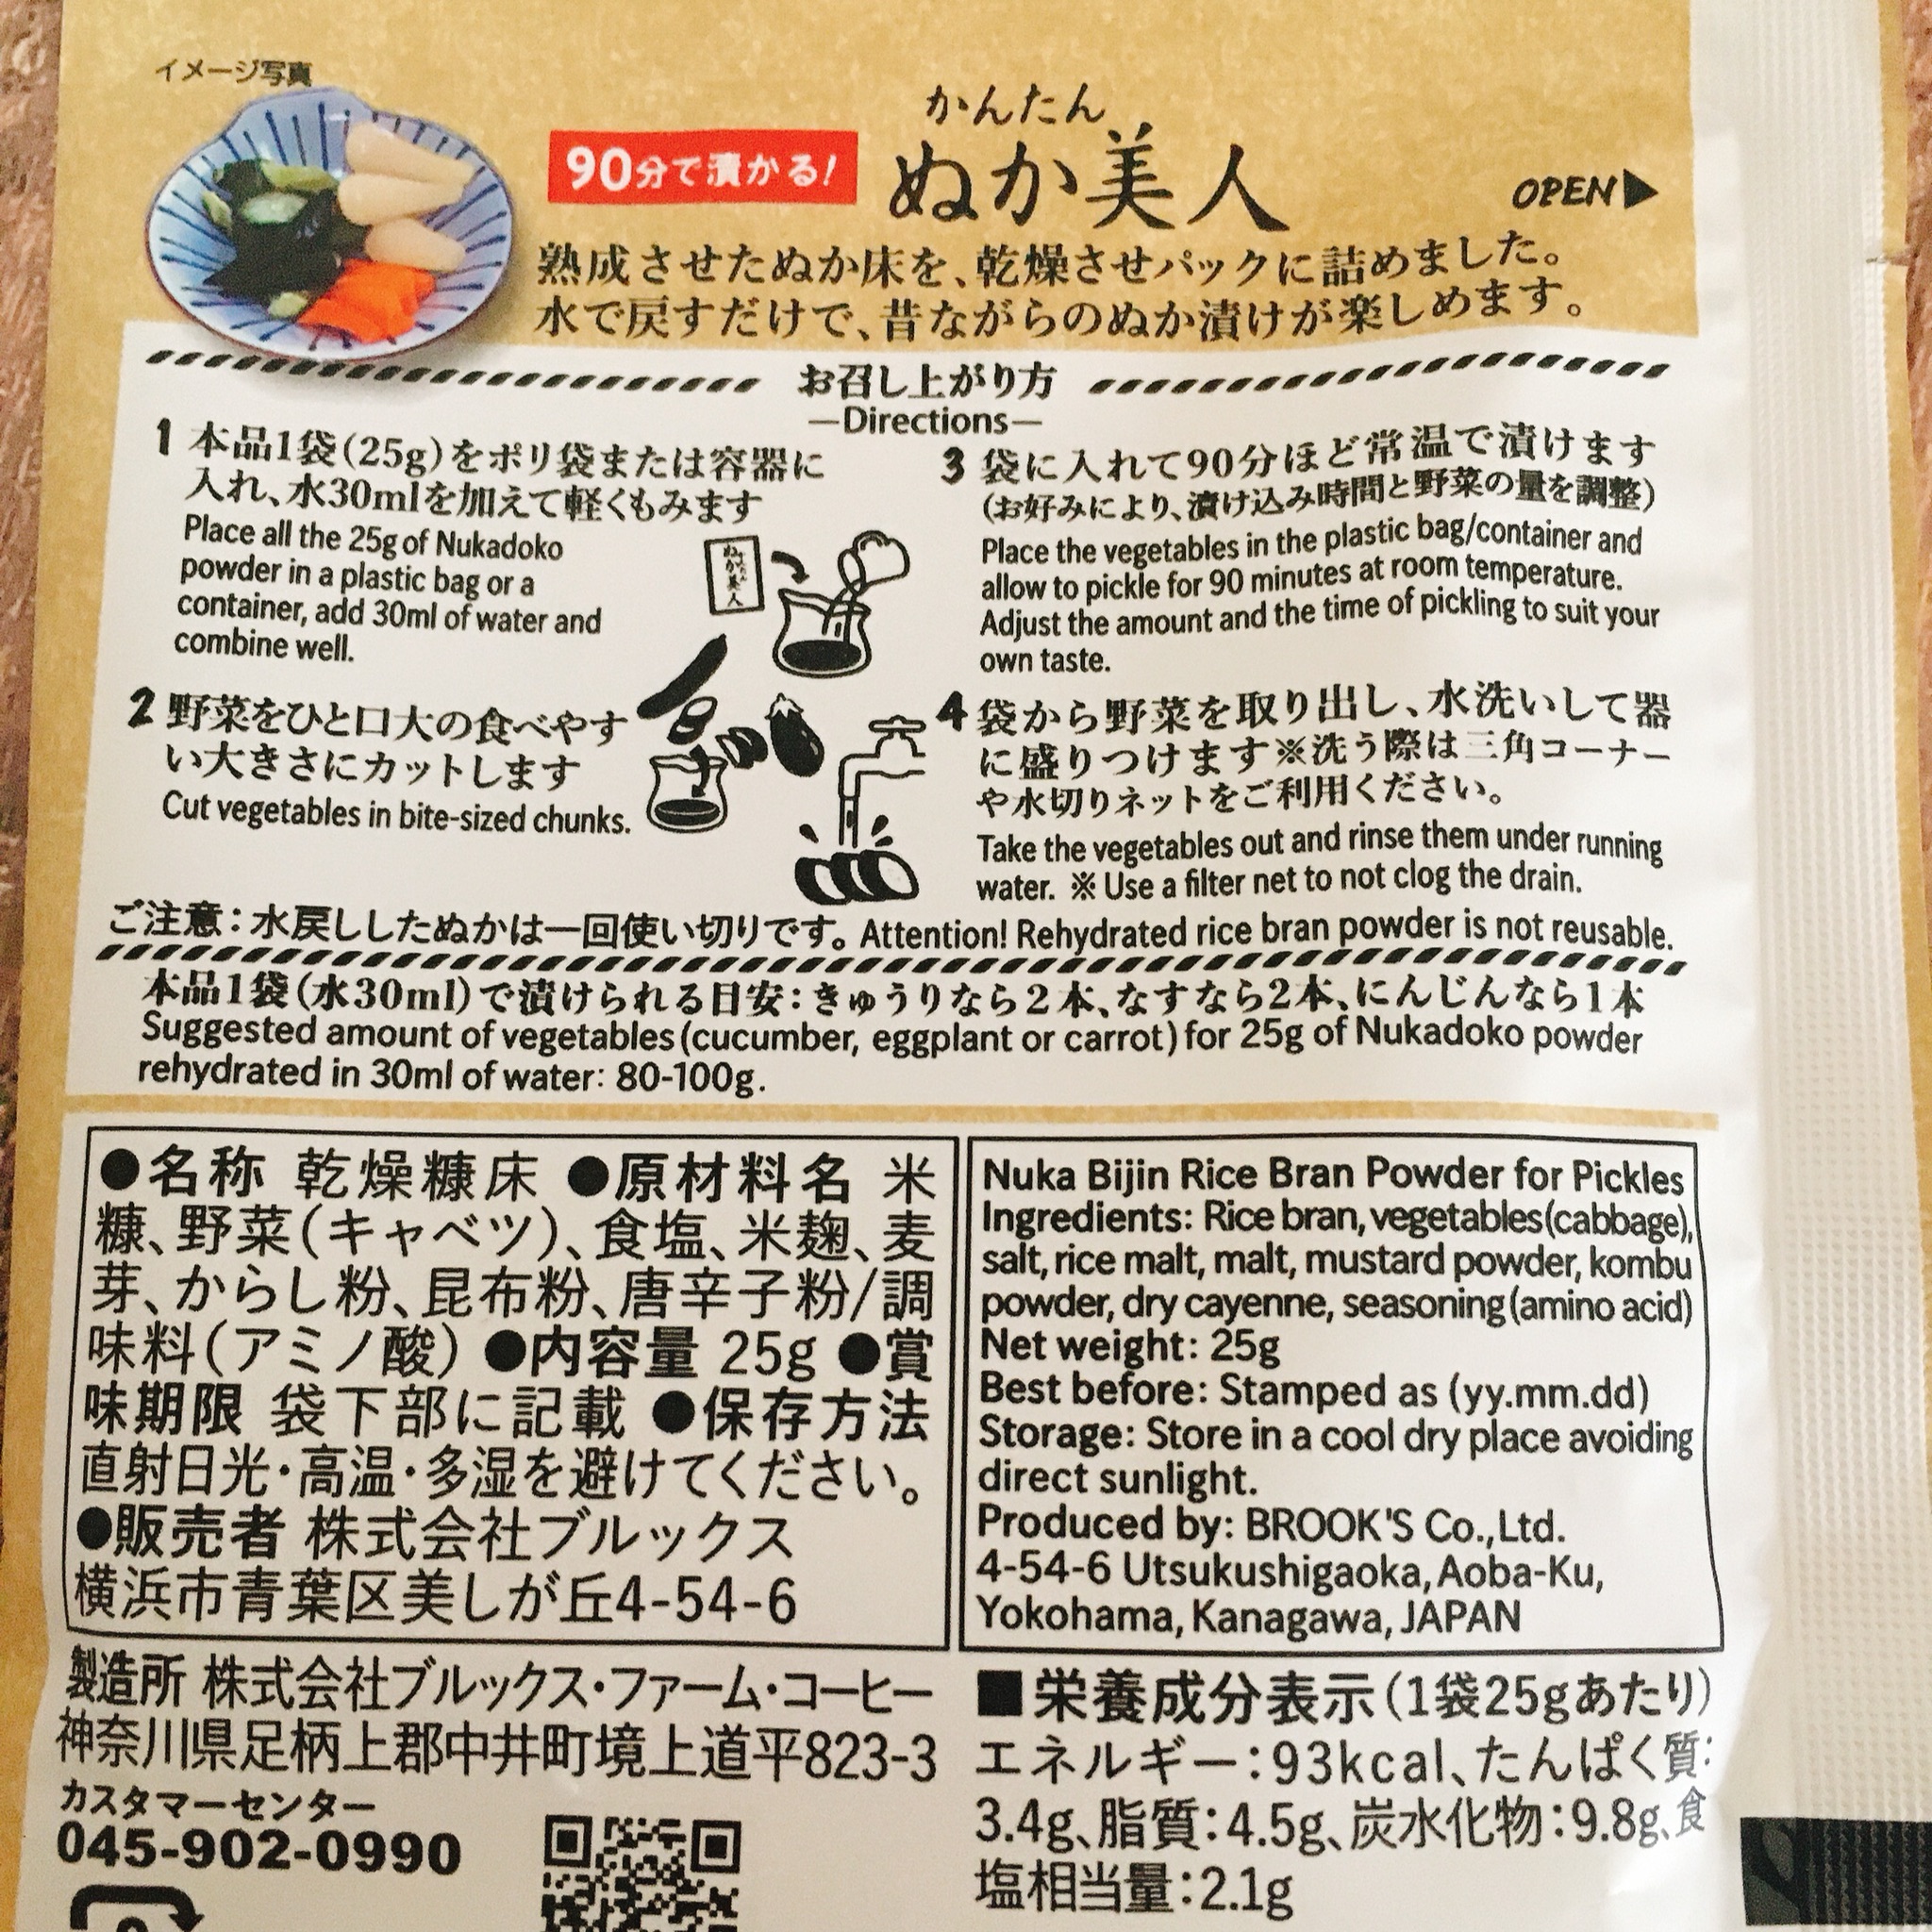 イメージ写真
かんたん
90分で漬かる!
ぬか美人
OPEN▶
熟成させたぬか床を、乾燥させパックに詰めました。
水で戻すだけで、昔ながらのぬか漬けが楽しめます。
お召し上がり方
—Directions—
1 本品1袋(25g)をポリ袋または容器に
入れ、水30mlを加えて軽くもみます
Place all the 25g of Nukadoko
powder in a plastic bag or a
container, add 30ml of water and
combine well.
ぬか美人
2 野菜をひと口大の食べやす
い大きさにカットします
Cut vegetables in bite-sized chunks.
3 袋に入れて90分ほど常温で漬けます
(お好みにより、漬け込み時間と野菜の量を調整)
Place the vegetables in the plastic bag/container and
allow to pickle for 90 minutes at room temperature.
Adjust the amount and the time of pickling to suit your
own taste.
4 袋から野菜を取り出し、水洗いして器
に盛りつけます※洗う際は三角コーナー
や水切りネットをご利用ください。
Take the vegetables out and rinse them under running
water. ※ Use a filter net to not clog the drain.
ご注意:水戻ししたぬかは一回使い切りです。Attention! Rehydrated rice bran powder is not reusable.
本品1袋(水30ml)で漬けられる目安:きゅうりなら2本、なすなら2本、にんじんなら1本
Suggested amount of vegetables (cucumber, eggplant or carrot) for 25g of Nukadoko powder
rehydrated in 30ml of water: 80-100g.
●名称 乾燥糠床 ●原材料名 米
糠、野菜(キャベツ)、食塩、米麹、麦
芽、からし粉、昆布粉、唐辛子粉/調
味料(アミノ酸) ●内容量 25g ●賞
味期限 袋下部に記載 ●保存方法
直射日光・高温・多湿を避けてください。
●販売者 株式会社ブルックス
横浜市青葉区美しが丘4-54-6
Nuka Bijin Rice Bran Powder for Pickles
Ingredients: Rice bran, vegetables(cabbage),
salt, rice malt, malt, mustard powder, kombu
powder, dry cayenne, seasoning(amino acid)
Net weight: 25g
Best before: Stamped as (yy.mm.dd)
Storage: Store in a cool dry place avoiding
direct sunlight.
Produced by: BROOK'S Co.,Ltd.
4-54-6 Utsukushigaoka, Aoba-Ku,
Yokohama, Kanagawa, JAPAN
製造所 株式会社ブルックス・ファーム・コーヒー
神奈川県足柄上郡中井町境上道平823-3
カスタマーセンター
045-902-0990
■栄養成分表示(1袋25gあたり)
エネルギー:93kcal、たんぱく質:
3.4g、脂質:4.5g、炭水化物:9.8g、食
塩相当量:2.1g